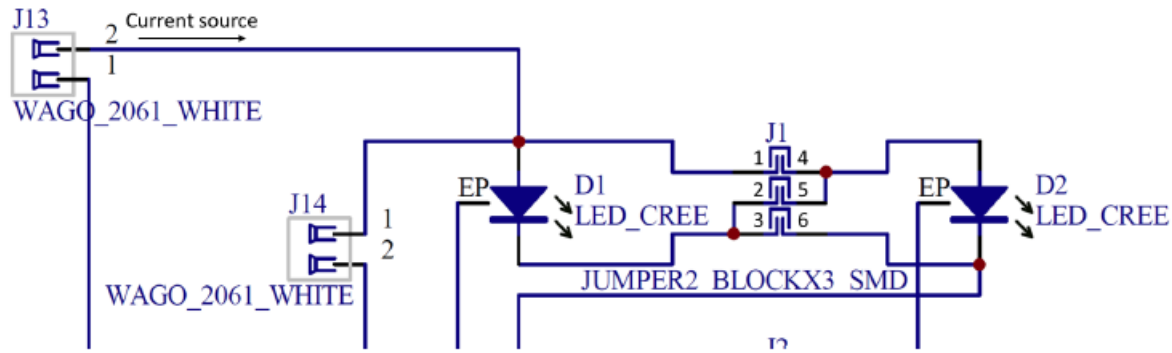 J13
2 Current source
1
WAGO_2061_WHITE
J1
1 4
EP D1 2 5 EP D2
LED_CREE 3 6 LED_CREE
J14
1
2
JUMPER2_BLOCKX3_SMD
WAGO_2061_WHITE
J2